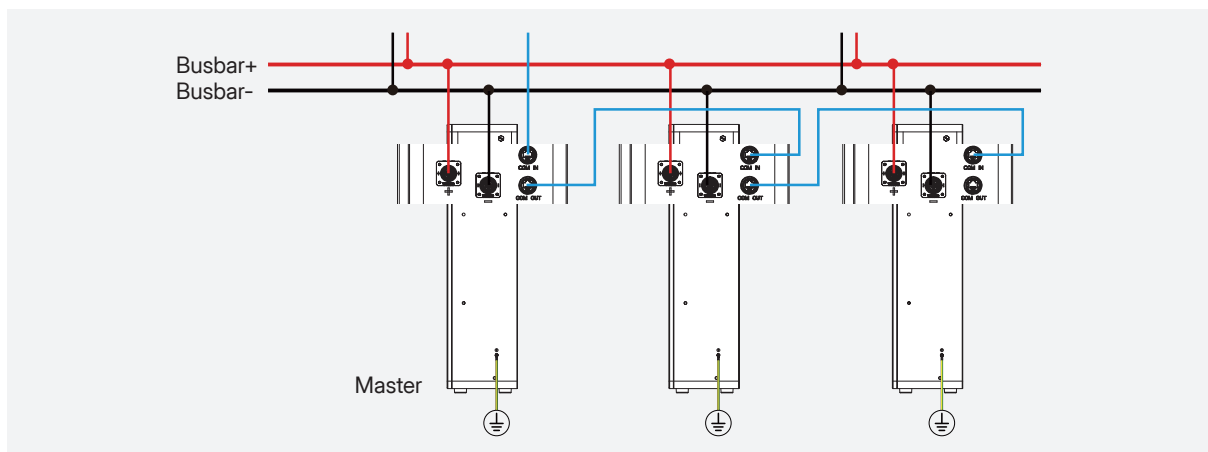 Busbar+
Busbar-
COM IN
COM OUT
+
−
COM IN
COM OUT
+
−
COM IN
COM OUT
+
−
Master